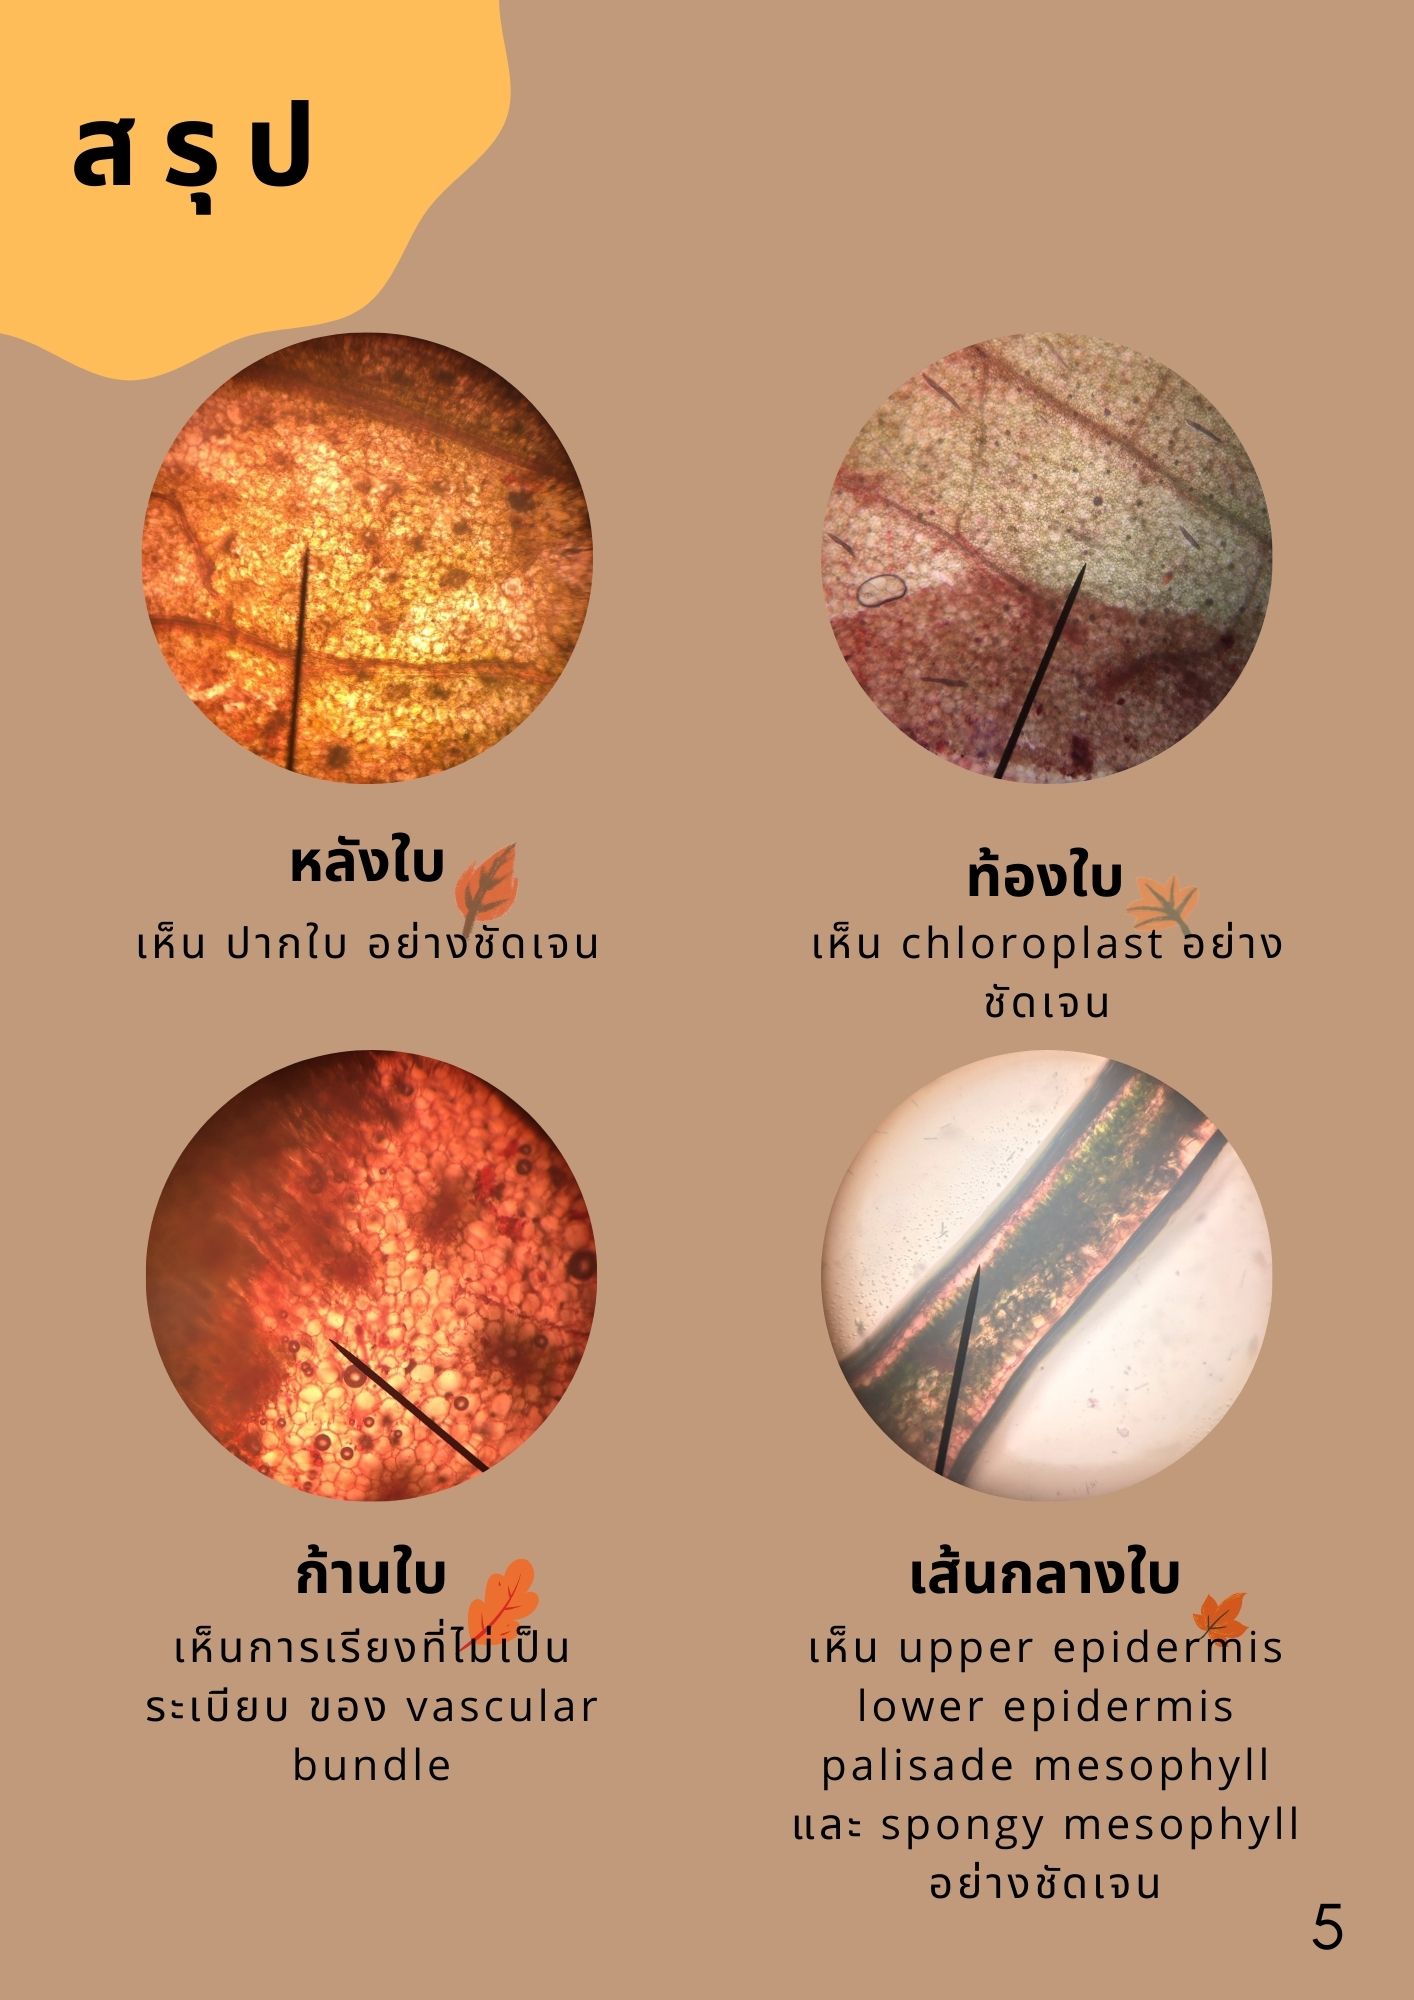 สรุป
หลังใบ
เห็น ปากใบ อย่างชัดเจน
ท้องใบ
เห็น chloroplast อย่าง
ชัดเจน
ก้านใบ
เห็นการเรียงที่ไม่เป็น
ระเบียบ ของ vascular
bundle
เส้นกลางใบ
เห็น upper epidermis
lower epidermis
palisade mesophyll
และ spongy mesophyll
อย่างชัดเจน
5